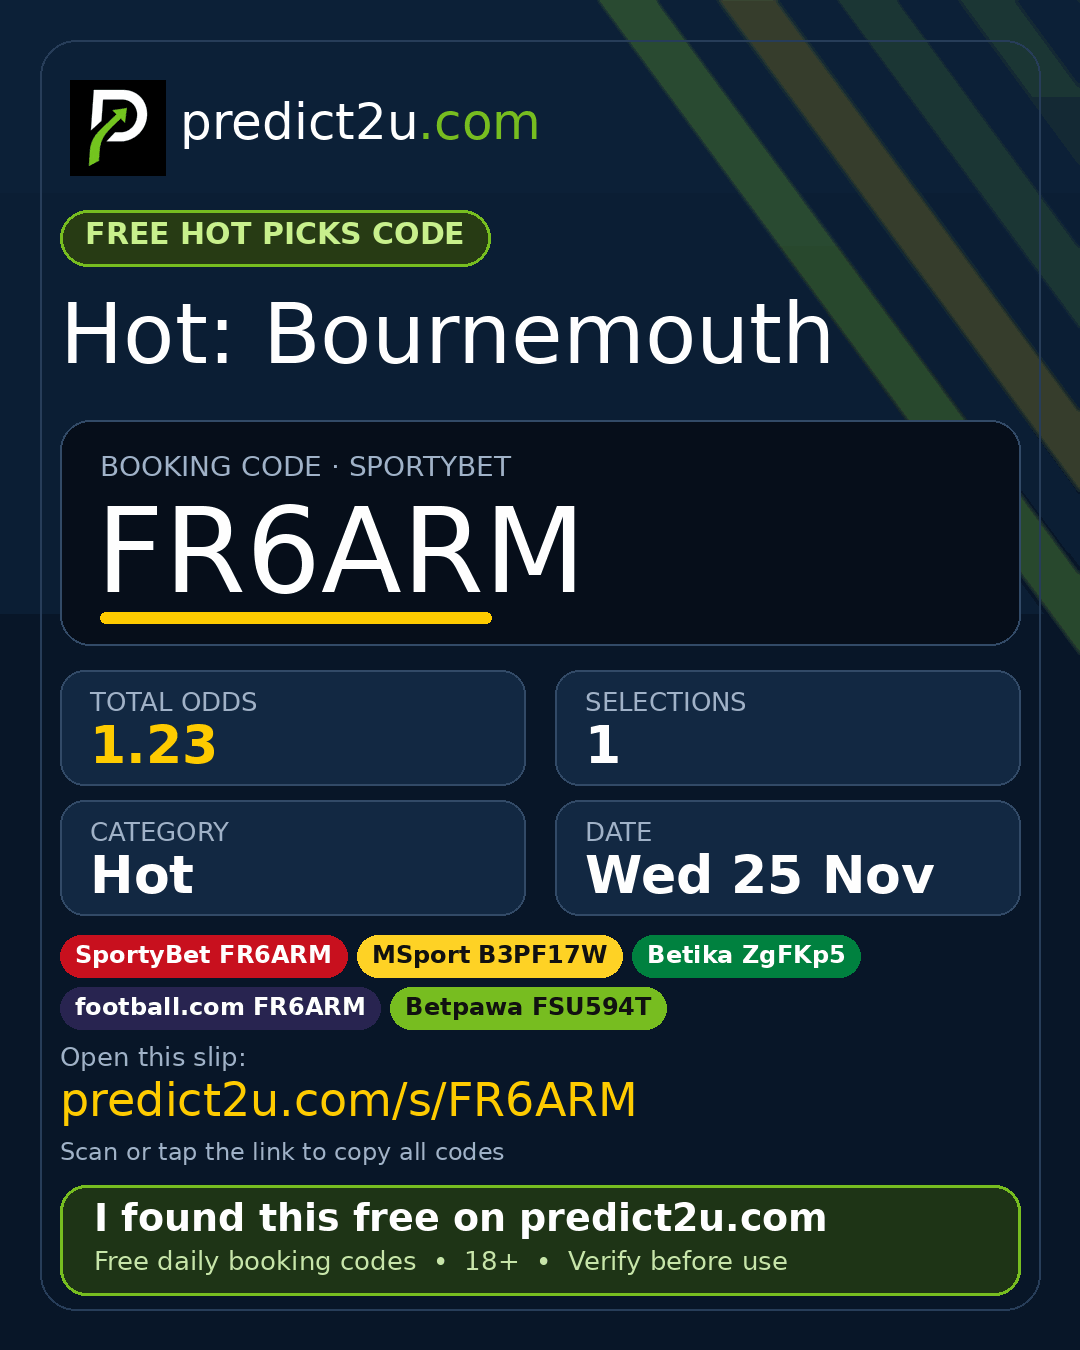 predict2u.com
FREE HOT PICKS CODE
Hot: Bournemouth
BOOKING CODE · SPORTYBET
FR6ARM
TOTAL ODDS
1.23
SELECTIONS
1
CATEGORY
Hot
DATE
Wed 25 Nov
SportyBet FR6ARM
MSport B3PF17W
Betika ZgFKp5
football.com FR6ARM
Betpawa FSU594T
Open this slip:
predict2u.com/s/FR6ARM
Scan or tap the link to copy all codes
I found this free on predict2u.com
Free daily booking codes • 18+ • Verify before use